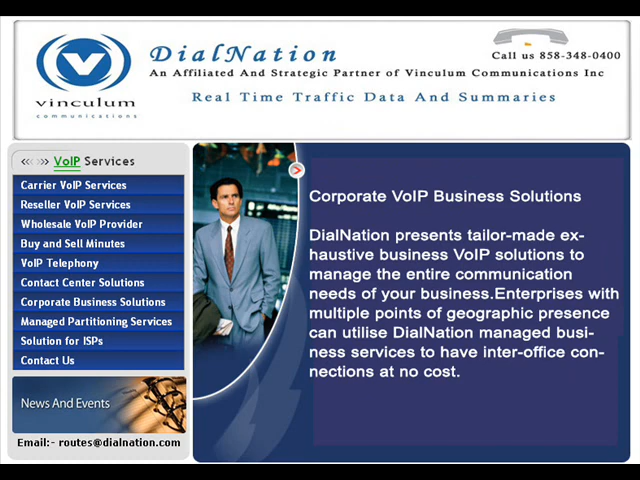 DialNation
Call us 858-348-0400
An Affiliated And Strategic Partner of Vinculum Communications Inc
Real Time Traffic Data And Summaries
vinculum
communications
VoIP Services
Carrier VoIP Services
Reseller VoIP Services
Wholesale VoIP Provider
Buy and Sell Minutes
VoIP Telephony
Contact Center Solutions
Corporate Business Solutions
Managed Partitioning Services
Solution for ISPs
Contact Us
News And Events
Email:- routes@dialnation.com
Corporate VoIP Business Solutions
DialNation presents tailor-made ex-
haustive business VoIP solutions to
manage the entire communication
needs of your business.Enterprises with
multiple points of geographic presence
can utilise DialNation managed busi-
ness services to have inter-office con-
nections at no cost.